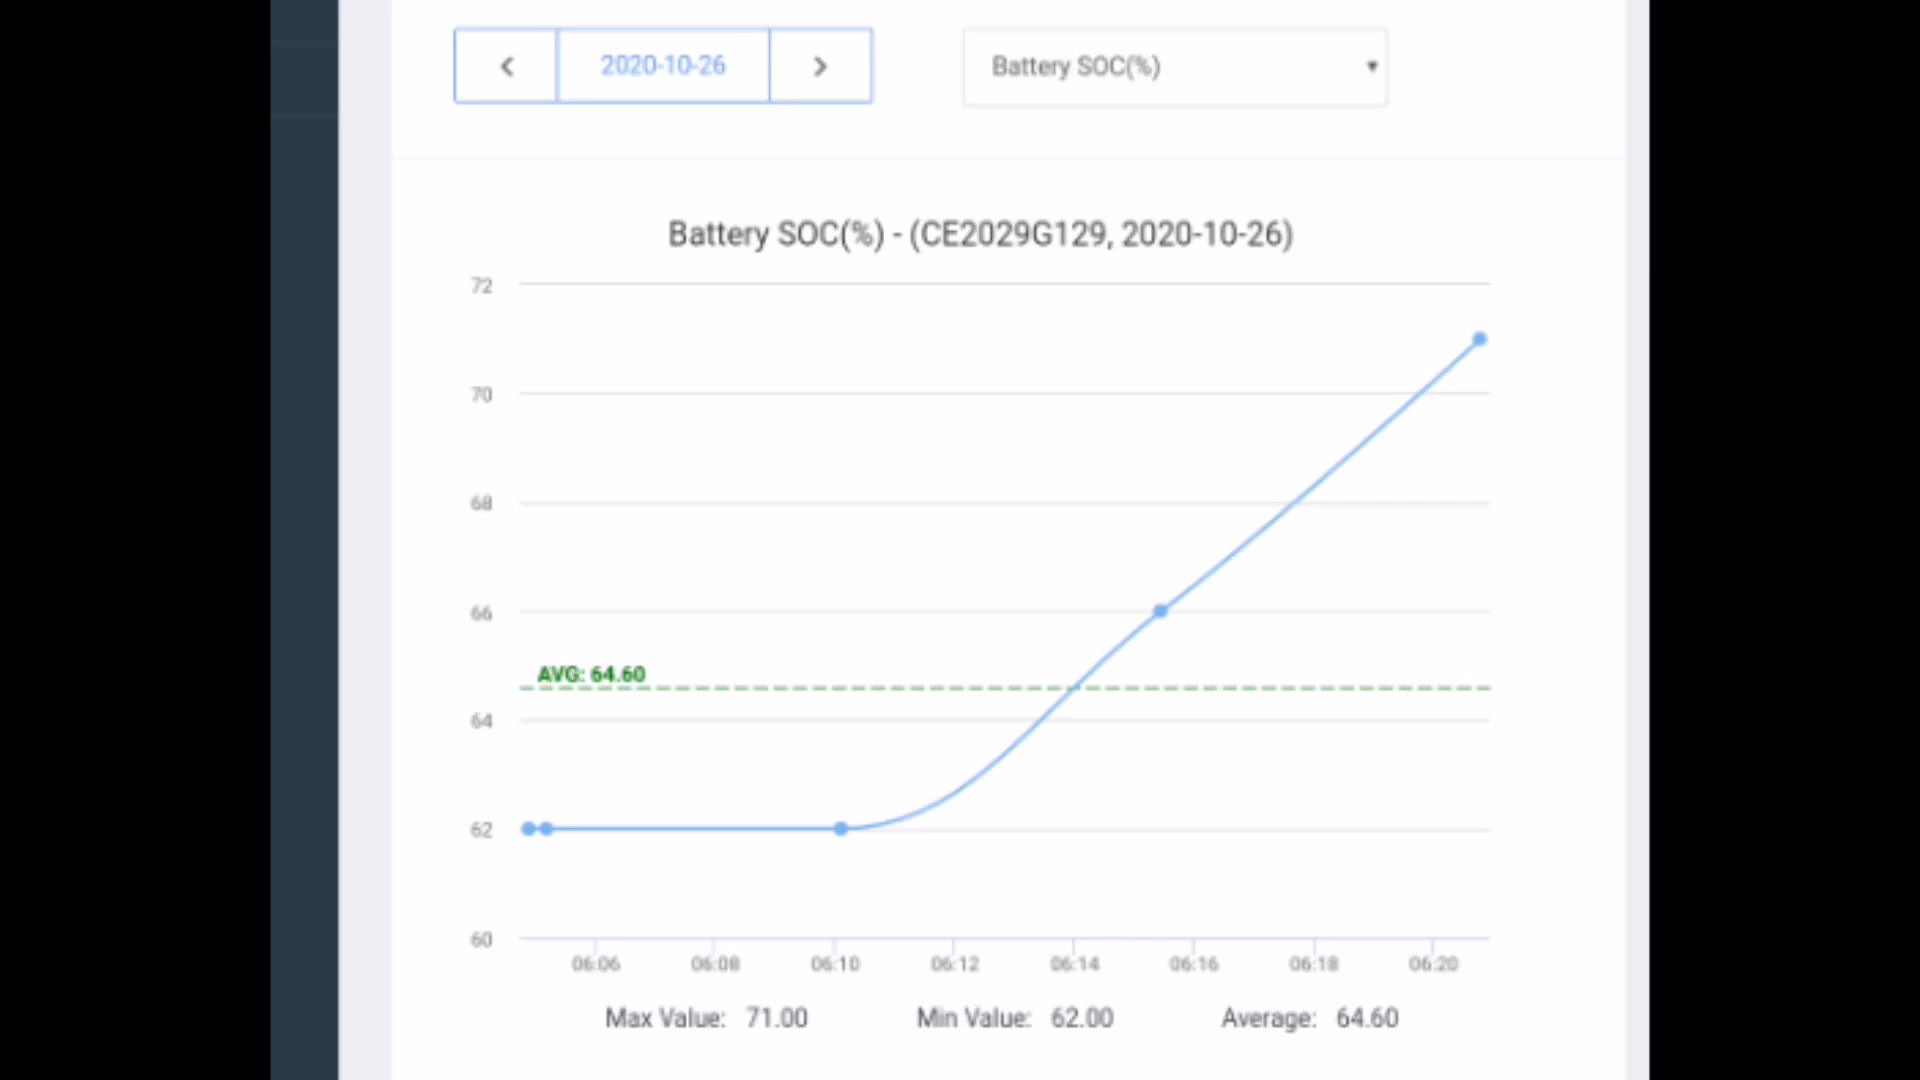 2020-10-26
Battery SOC(%)
Battery SOC(%) - (CE2029G129, 2020-10-26)
72
70
68
66
AVG: 64.60
64
62
60
06:06 06:08 06:10 06:12 06:14 06:16 06:18 06:20
Max Value: 71.00 Min Value: 62.00 Average: 64.60